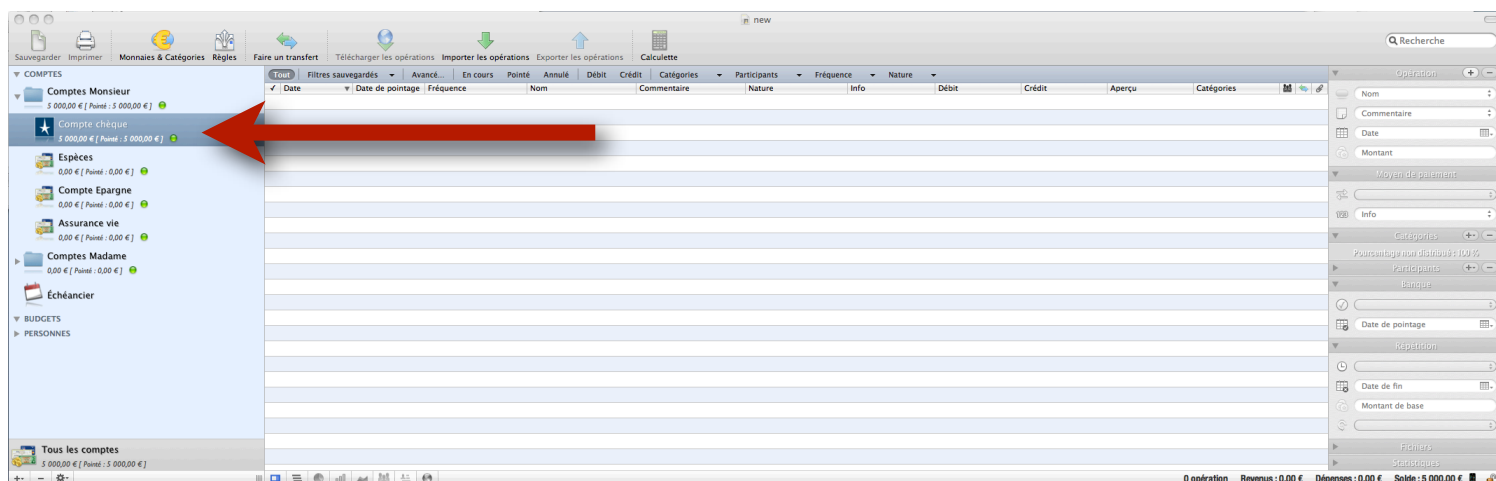 new
Sauvegarder Imprimer Monnaies & Catégories Règles Faire un transfert Télécharger les opérations Importer les opérations Exporter les opérations Calculette
Recherche
COMPTES
Comptes Monsieur
5 000,00 € [ Pointé : 5 000,00 € ]
Compte chèque
5 000,00 € [ Pointé : 5 000,00 € ]
Espèces
0,00 € [ Pointé : 0,00 € ]
Compte Epargne
0,00 € [ Pointé : 0,00 € ]
Assurance vie
0,00 € [ Pointé : 0,00 € ]
Comptes Madame
0,00 € [ Pointé : 0,00 € ]
Échéancier
BUDGETS
PERSONNES
Tous les comptes
5 000,00 € [ Pointé : 5 000,00 € ]
Tout Filtres sauvegardés Avancé... En cours Pointé Annulé Débit Crédit Catégories Participants Fréquence Nature
Date Date de pointage Fréquence Nom Commentaire Nature Info Débit Crédit Aperçu Catégories
Opération
Nom
Commentaire
Date
Montant
Moyen de paiement
Info
Catégories
Pourcentage non distribué : 100 %
Participants
Banque
Date de pointage
Répétition
Date de fin
Montant de base
Fichiers
Statistiques
0 opération Revenus : 0,00 € Dépenses : 0,00 € Solde : 5 000,00 €